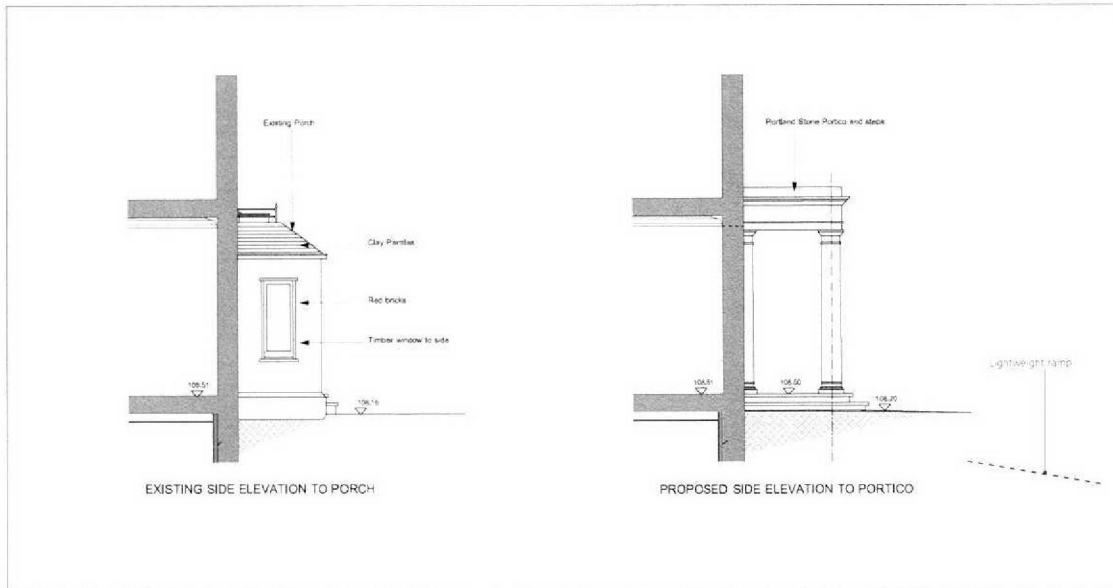 Existing Porch
Clay Pantiles
Red bricks
Timber window to side
108.51
108.15
EXISTING SIDE ELEVATION TO PORCH
Portland Stone Portico and steps
108.51
108.50
108.20
Lightweight ramp
PROPOSED SIDE ELEVATION TO PORTICO